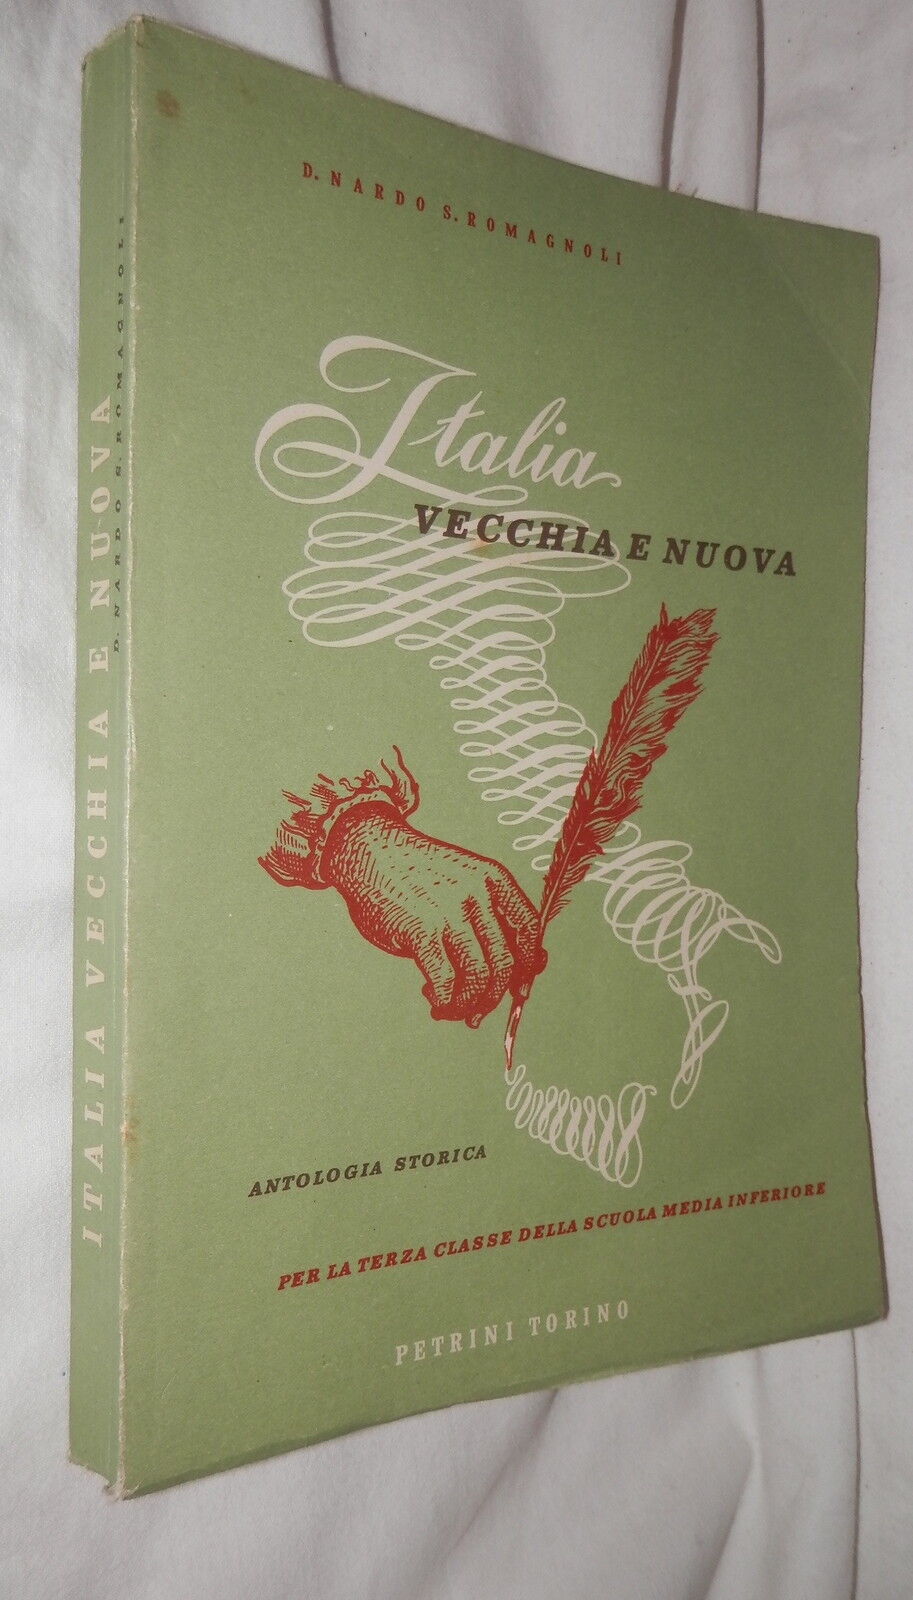 D. NARDO S. ROMAGNOLI
Italia
VECCHIA E NUOVA
ANTOLOGIA STORICA
PER LA TERZA CLASSE DELLA SCUOLA MEDIA INFERIORE
PETRINI TORINO
ITALIA VECCHIA E NUOVA
D. NARDO S. ROMAGNOLI